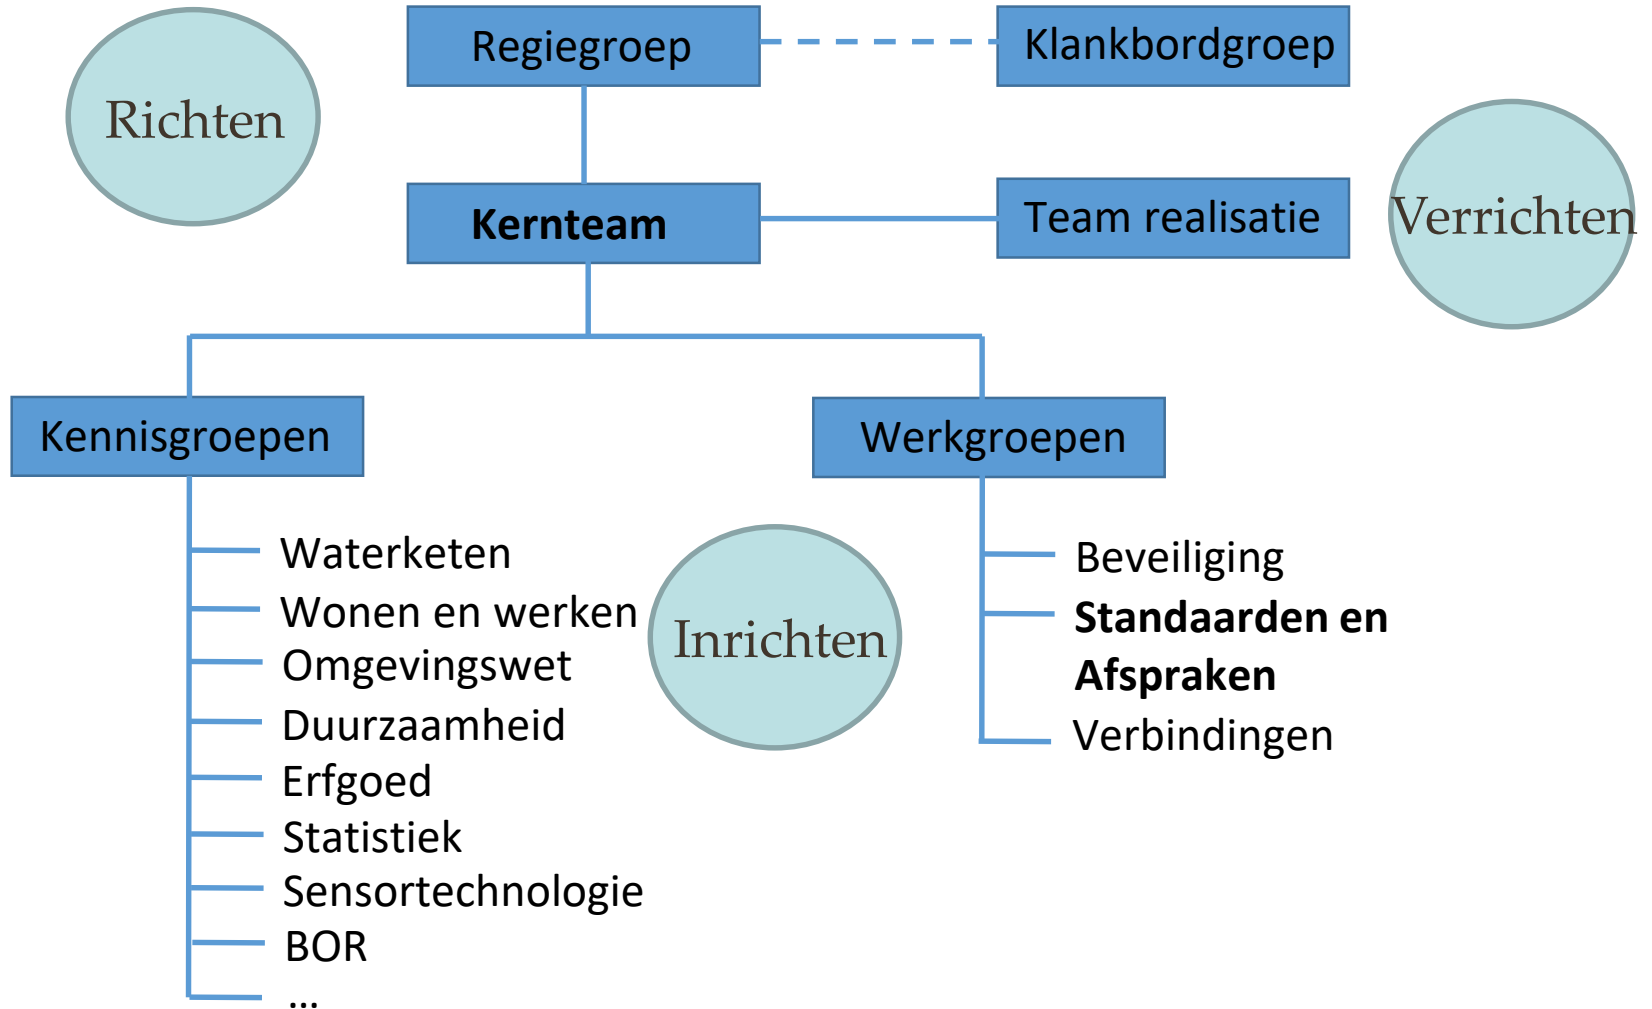 Regiegroep
Klankbordgroep
Richten
Kernteam
Team realisatie
Verrichten
Kennisgroepen
Werkgroepen
Waterketen
Wonen en werken
Omgevingswet
Duurzaamheid
Erfgoed
Statistiek
Sensortechnologie
BOR
...
Inrichten
Beveiliging
Standaarden en
Afspraken
Verbindingen